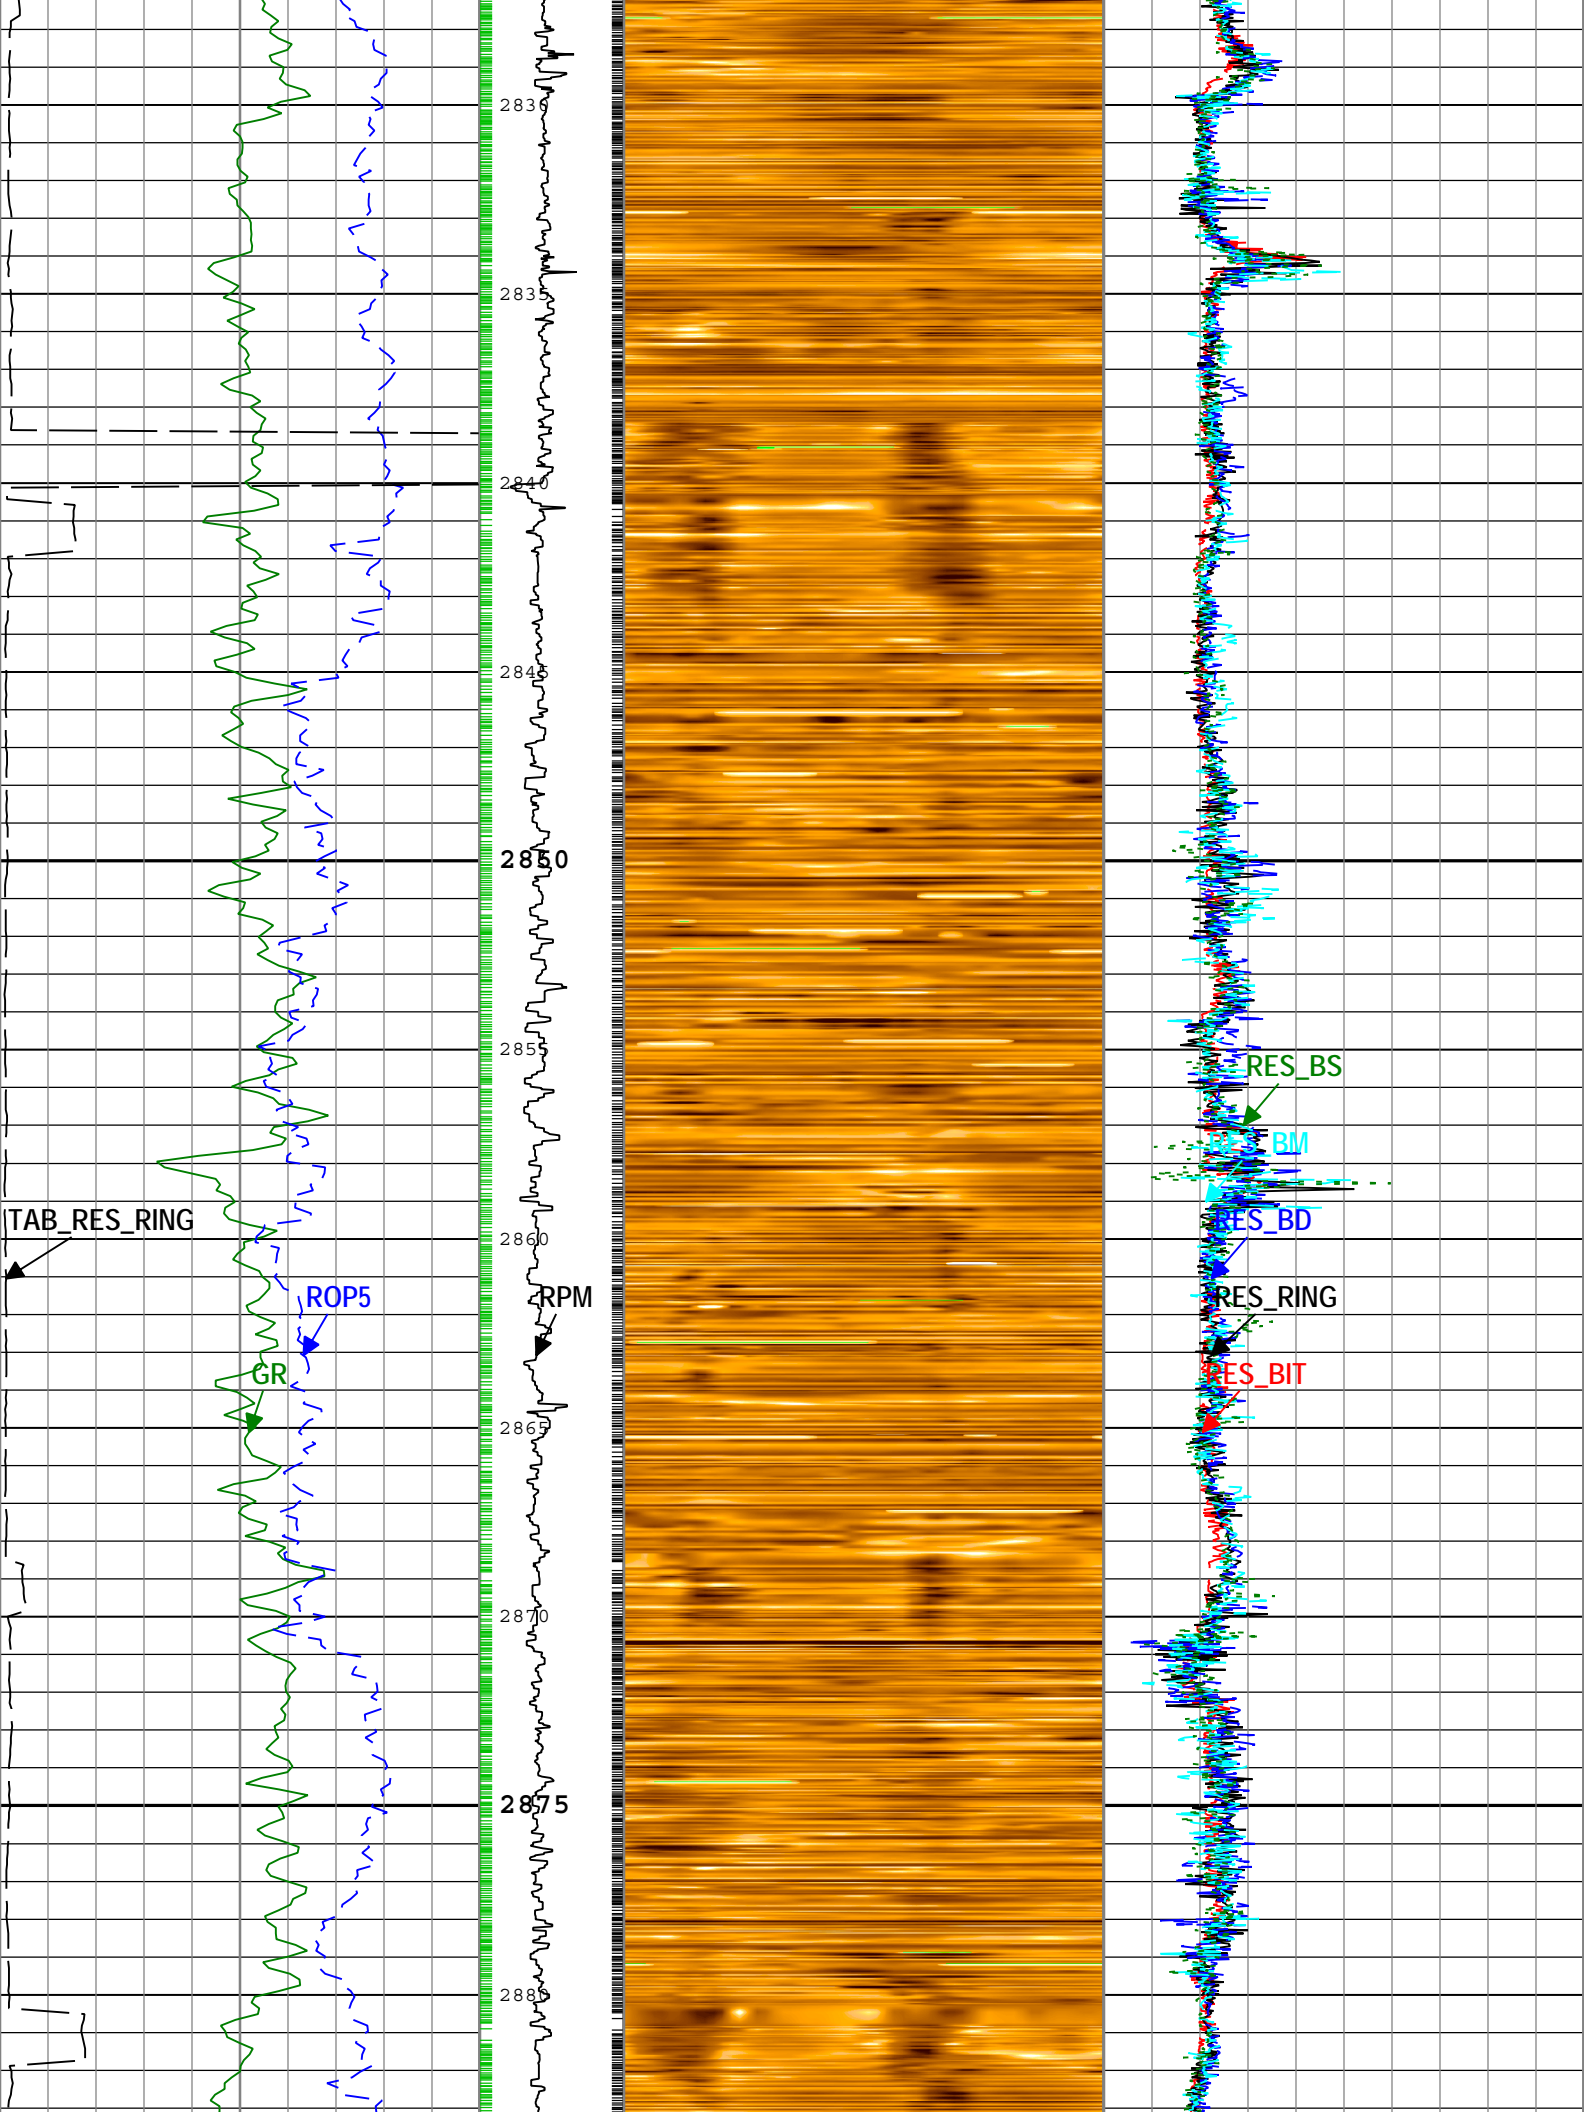 2830
2835
2840
2845
2850
2855
RES_BS
RES_BM
TAB_RES_RING
RES_BD
2860
ROP5
RPM
RES_RING
GR
RES_BIT
2865
2870
2875
2880